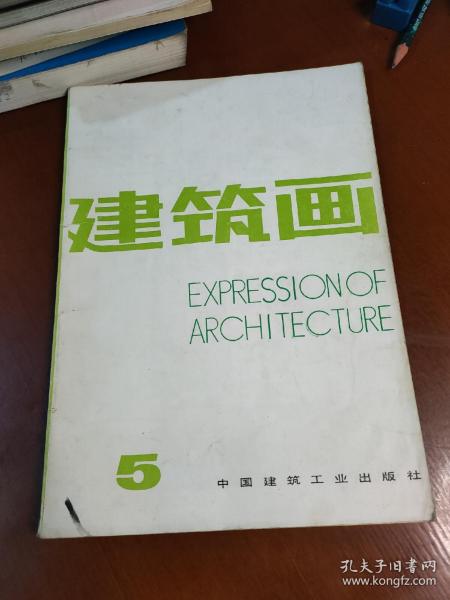 建筑画
EXPRESSION OF
ARCHITECTURE
5
中国建筑工业出版社
孔夫子旧书网
www.kongfz.com